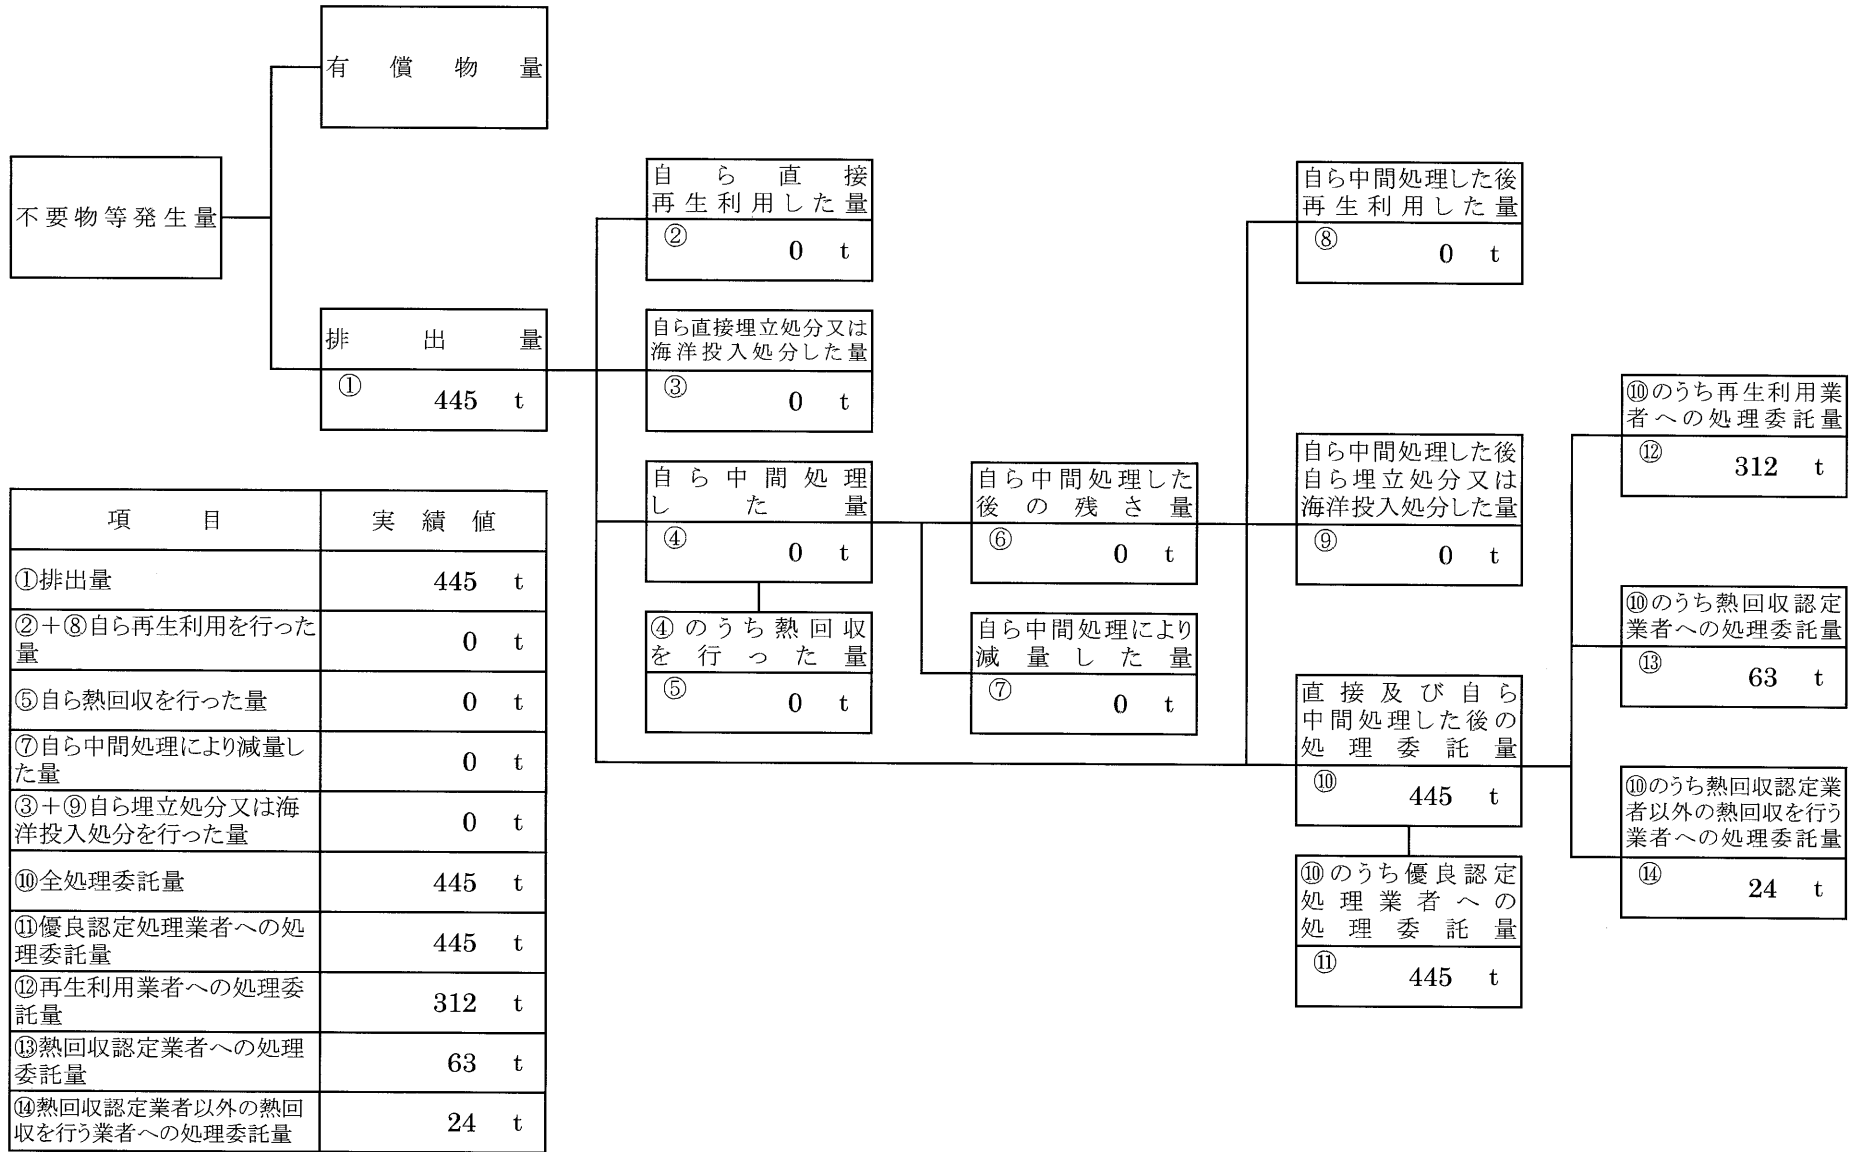 有償物量
不要物等発生量
排出量
① 445 t
自ら直接
再生利用した量
② 0 t
自ら直接埋立処分又は
海洋投入処分した量
③ 0 t
自ら中間処理
した量
④ 0 t
④のうち熱回収
を行った量
⑤ 0 t
自ら中間処理した
後の残さ量
⑥ 0 t
自ら中間処理により
減量した量
⑦ 0 t
自ら中間処理した後
再生利用した量
⑧ 0 t
自ら中間処理した後
自ら埋立処分又は
海洋投入処分した量
⑨ 0 t
直接及び自ら
中間処理した後の
処理委託量
⑩ 445 t
⑩のうち優良認定
処理業者への
処理委託量
⑪ 445 t
⑩のうち再生利用業
者への処理委託量
⑫ 312 t
⑩のうち熱回収認定
業者への処理委託量
⑬ 63 t
⑩のうち熱回収認定業
者以外の熱回収を行う
業者への処理委託量
⑭ 24 t
項目 実績値
①排出量 445 t
②+⑧自ら再生利用を行った
量 0 t
⑤自ら熱回収を行った量 0 t
⑦自ら中間処理により減量し
た量 0 t
③+⑨自ら埋立処分又は海
洋投入処分を行った量 0 t
⑩全処理委託量 445 t
⑪優良認定処理業者への処
理委託量 445 t
⑫再生利用業者への処理委
託量 312 t
⑬熱回収認定業者への処理
委託量 63 t
⑭熱回収認定業者以外の熱回
収を行う業者への処理委託量 24 t